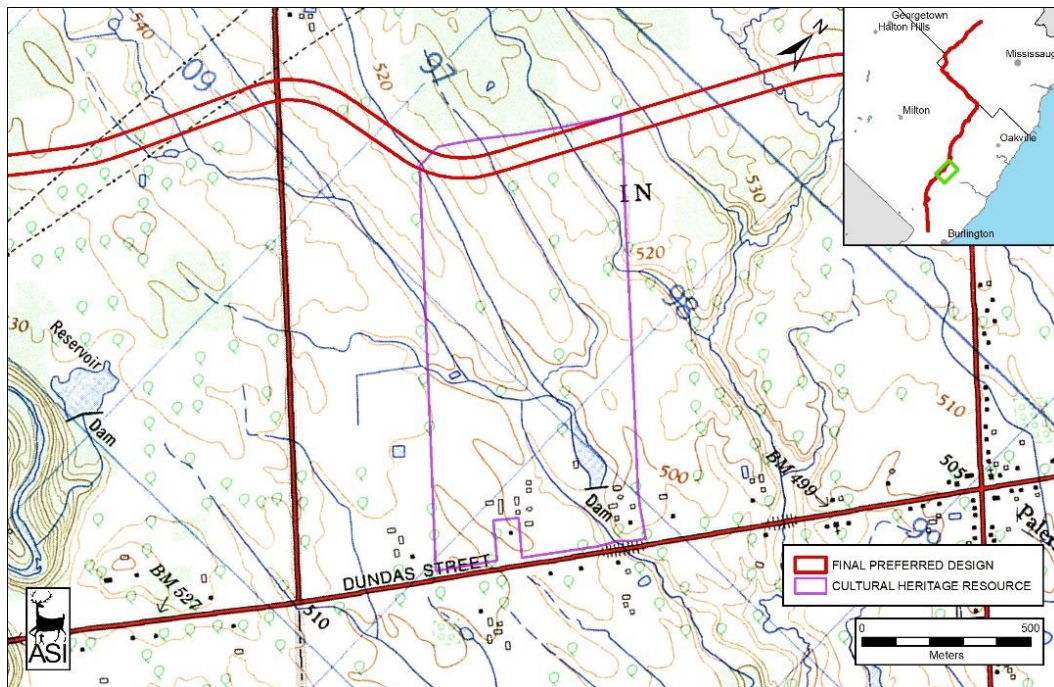 Georgetown
Halton Hills
Mississaug
Milton
Oakville
Burlington
N
540
60
520
97
530
IN
520
98
30
Reservoir
Dam
510
500
BM 499
505
Dam
DUNDAS STREET
BM 527
510
FINAL PREFERRED DESIGN
CULTURAL HERITAGE RESOURCE
0 500
Meters
ASI